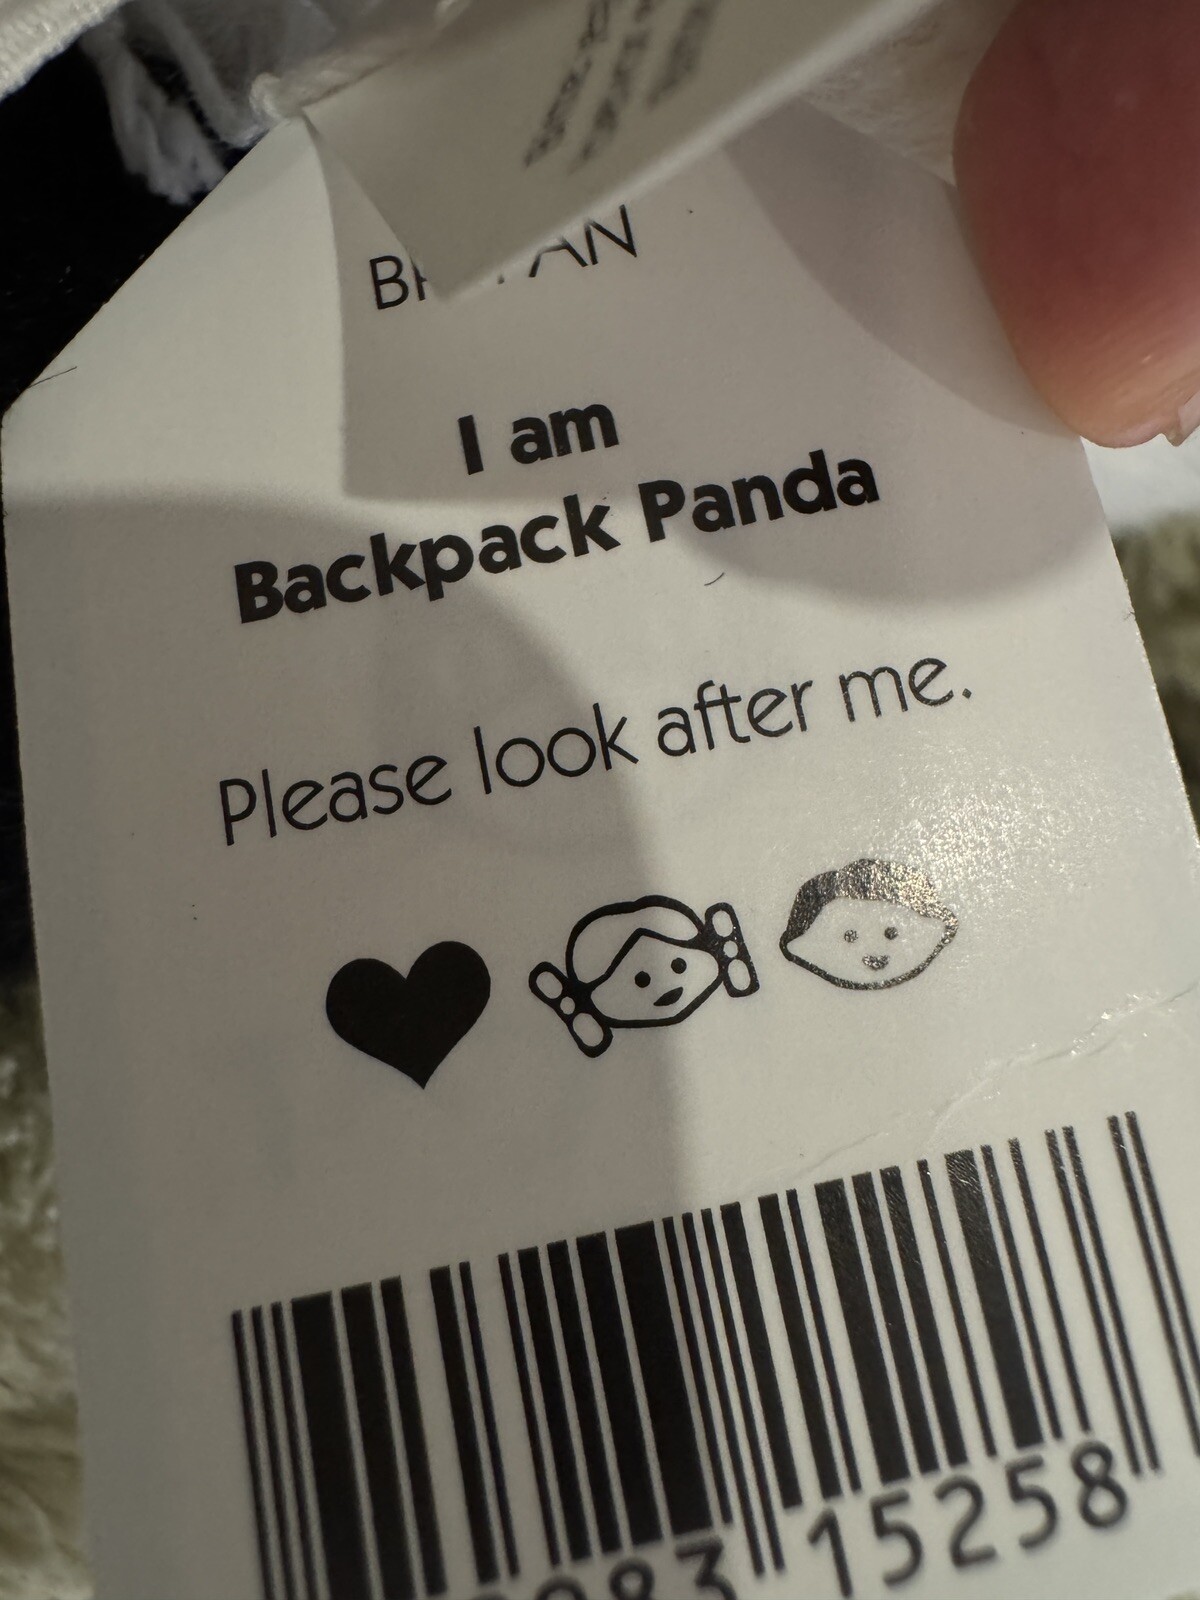 I am
Backpack Panda
Please look after me.
15258